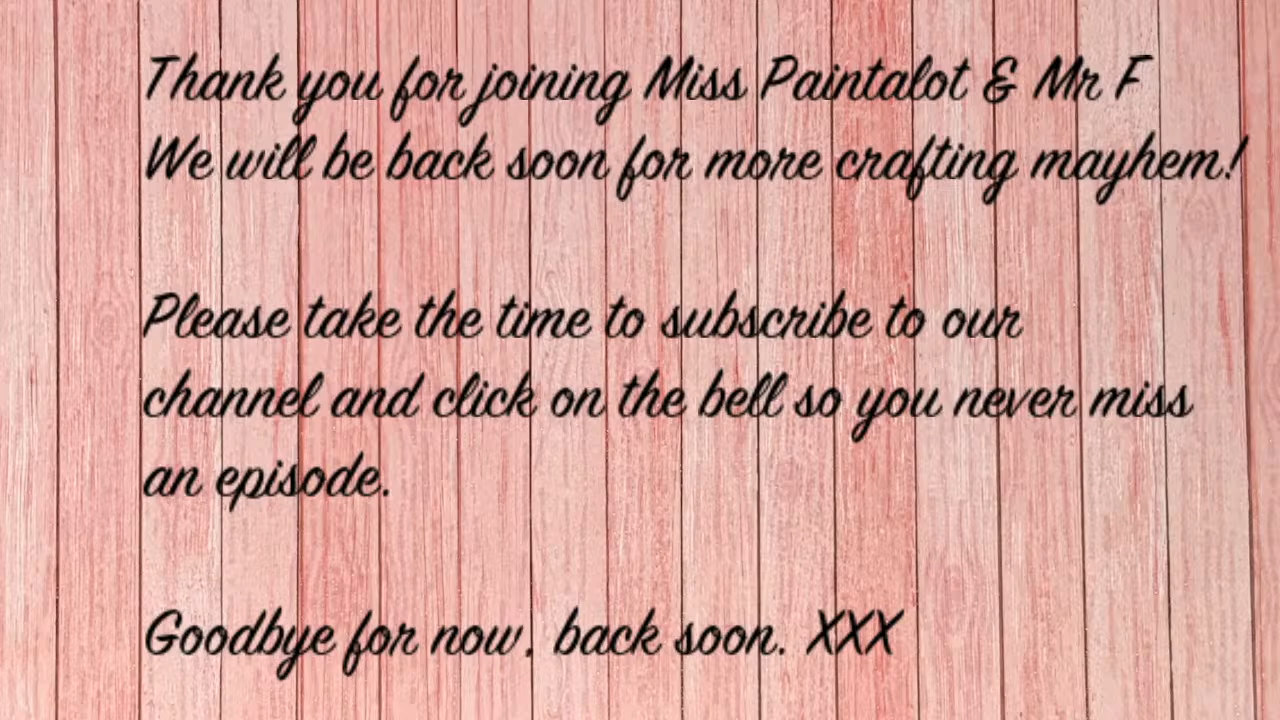 Thank you for joining Miss Paintalot & Mr F
We will be back soon for more crafting mayhem!
Please take the time to subscribe to our
channel and click on the bell so you never miss
an episode.
Goodbye for now, back soon. XXX